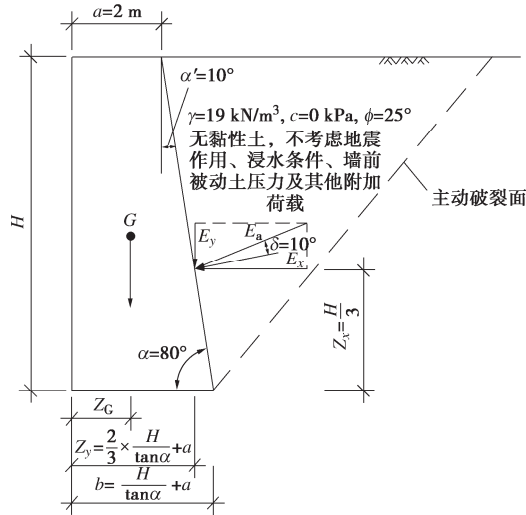 a=2 m
α′=10°
γ=19 kN/m³, c=0 kPa, ϕ=25°
无黏性土，不考虑地震
作用、浸水条件、墙前
被动土压力及其他附加
荷载
主动破裂面
H
G
E_y
E_a
δ=10°
E_x
Z_x=H/3
α=80°
Z_G
Z_y=2/3×H/tanα+a
b=H/tanα+a